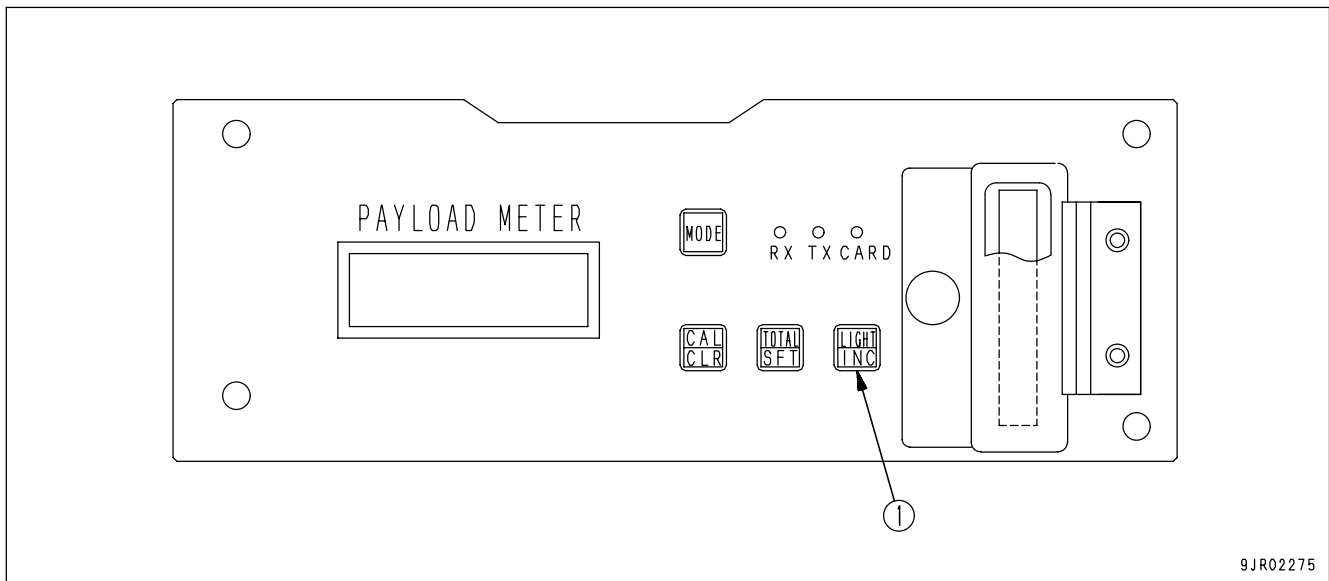 PAYLOAD METER
MODE
RX TX CARD
CAL
CLR
TOTAL
SFT
LIGHT
INC
1
9JR02275